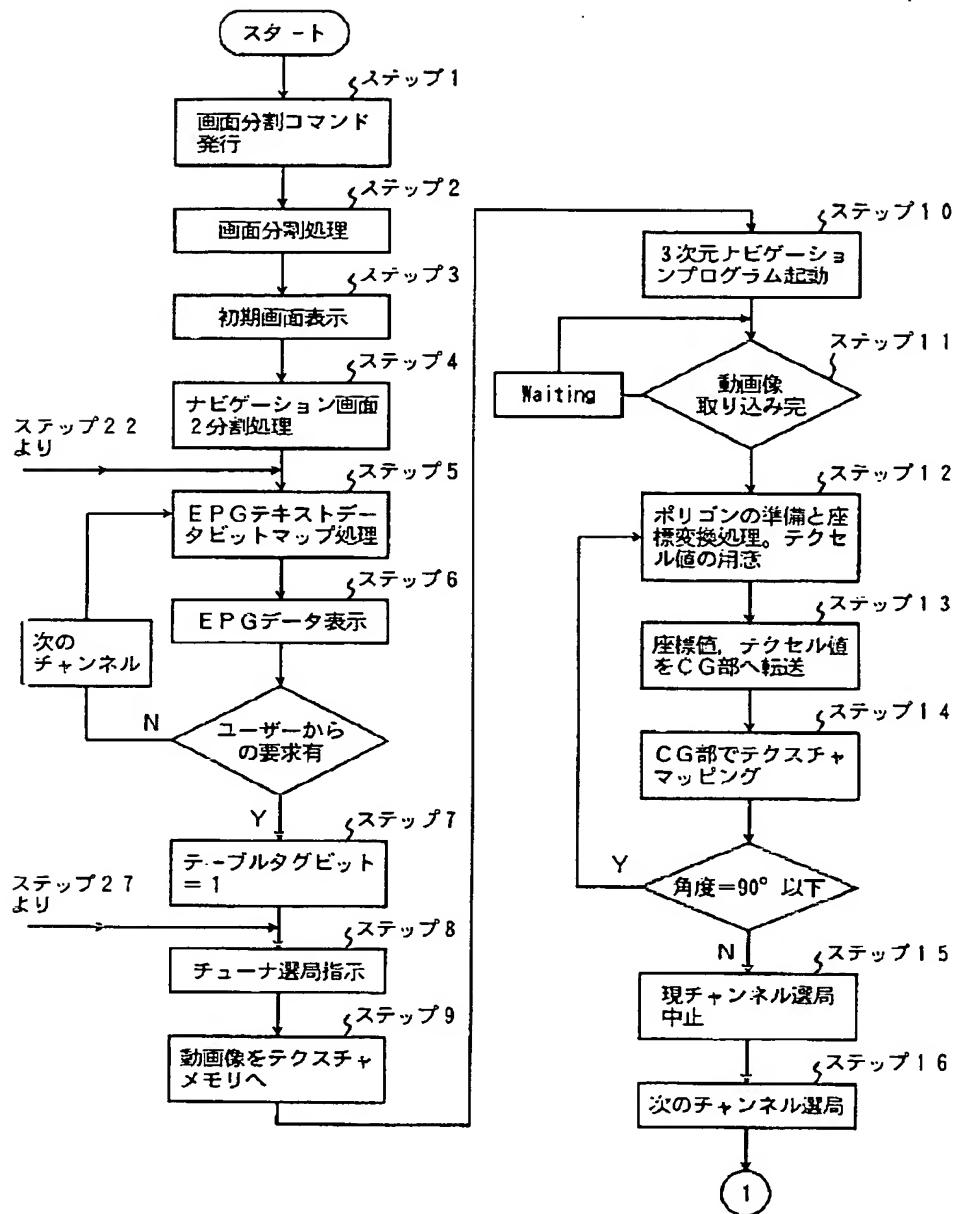 スタ-ト
ステップ1
画面分割コマンド
発行
ステップ2
画面分割処理
ステップ3
初期画面表示
ステップ4
ナビゲーション画面
2分割処理
ステップ22
より
ステップ5
EPGテキストデー
タビットマップ処理
ステップ6
EPGデータ表示
次の
チャンネル
N
ユーザーから
の要求有
Y
ステップ7
テーブルタグビット
=1
ステップ27
より
ステップ8
チューナ選局指示
ステップ9
動画像をテクスチャ
メモリへ
ステップ10
3次元ナビゲーショ
ンプログラム起動
ステップ11
Waiting
動画像
取り込み完
ステップ12
ポリゴンの準備と座
標変換処理。テクセ
ル値の用意
ステップ13
座標値，テクセル値
をCG部へ転送
ステップ14
CG部でテクスチャ
マッピング
Y
角度=90° 以下
N
ステップ15
現チャンネル選局
中止
ステップ16
次のチャンネル選局
1